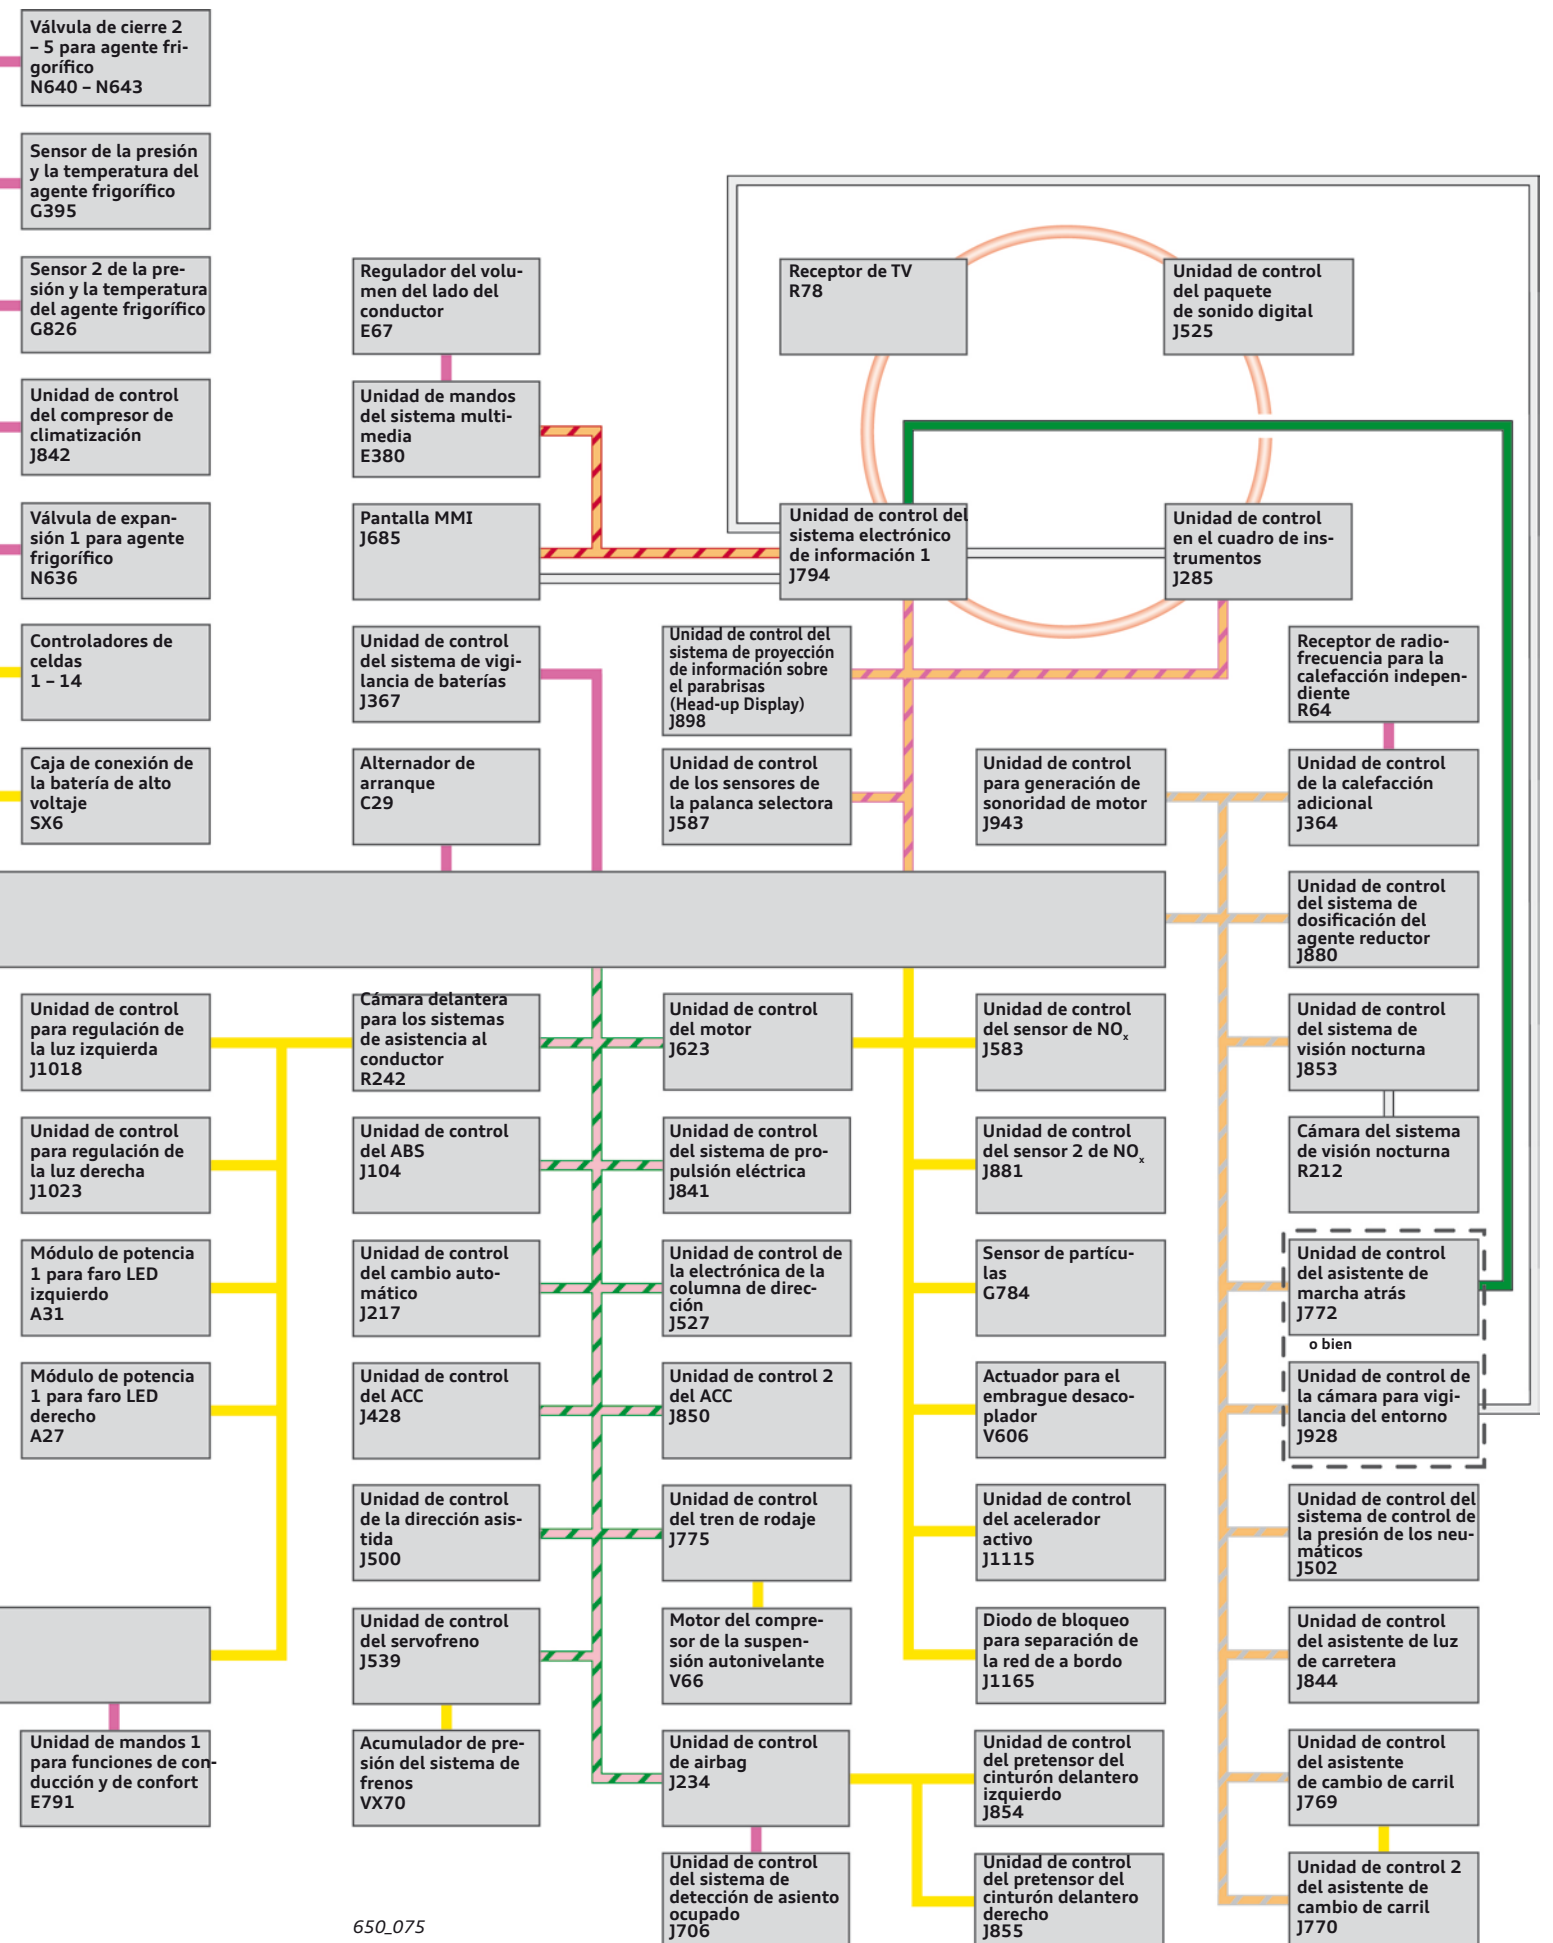 Válvula de cierre 2
– 5 para agente fri-
gorífico
N640 – N643
Sensor de la presión
y la temperatura del
agente frigorífico
G395
Sensor 2 de la pre-
sión y la temperatura
del agente frigorífico
G826
Unidad de control
del compresor de
climatización
J842
Válvula de expan-
sión 1 para agente
frigorífico
N636
Controladores de
celdas
1 – 14
Caja de conexión de
la batería de alto
voltaje
SX6
Regulador del volu-
men del lado del
conductor
E67
Unidad de mandos
del sistema multi-
media
E380
Pantalla MMI
J685
Unidad de control
del sistema de vigi-
lancia de baterías
J367
Alternador de
arranque
C29
Receptor de TV
R78
Unidad de control
del paquete
de sonido digital
J525
Unidad de control del
sistema electrónico
de información 1
J794
Unidad de control
en el cuadro de ins-
trumentos
J285
Unidad de control del
sistema de proyección
de información sobre
el parabrisas
(Head-up Display)
J898
Unidad de control
de los sensores de
la palanca selectora
J587
Unidad de control
para generación de
sonoridad de motor
J943
Receptor de radio-
frecuencia para la
calefacción indepen-
diente
R64
Unidad de control
de la calefacción
adicional
J364
Unidad de control
del sistema de
dosificación del
agente reductor
J880
Unidad de control
para regulación de
la luz izquierda
J1018
Unidad de control
para regulación de
la luz derecha
J1023
Módulo de potencia
1 para faro LED
izquierdo
A31
Módulo de potencia
1 para faro LED
derecho
A27
Unidad de mandos 1
para funciones de con-
ducción y de confort
E791
Cámara delantera
para los sistemas
de asistencia al
conductor
R242
Unidad de control
del ABS
J104
Unidad de control
del cambio auto-
mático
J217
Unidad de control
del ACC
J428
Unidad de control
de la dirección asis-
tida
J500
Unidad de control
del servofreno
J539
Acumulador de pre-
sión del sistema de
frenos
VX70
Unidad de control
del motor
J623
Unidad de control
del sistema de pro-
pulsión eléctrica
J841
Unidad de control de
la electrónica de la
columna de direc-
ción
J527
Unidad de control 2
del ACC
J850
Unidad de control
del tren de rodaje
J775
Motor del compre-
sor de la suspen-
sión autonivelante
V66
Unidad de control
de airbag
J234
Unidad de control
del sistema de
detección de asiento
ocupado
J706
Unidad de control
del sensor de NOx
J583
Unidad de control
del sensor 2 de NOx
J881
Sensor de partícu-
las
G784
Actuador para el
embrague desaco-
plador
V606
Unidad de control
del acelerador
activo
J1115
Diodo de bloqueo
para separación de
la red de a bordo
J1165
Unidad de control
del pretensor del
cinturón delantero
izquierdo
J854
Unidad de control
del pretensor del
cinturón delantero
derecho
J855
Unidad de control
del sistema de
visión nocturna
J853
Cámara del sistema
de visión nocturna
R212
Unidad de control
del asistente de
marcha atrás
J772
o bien
Unidad de control de
la cámara para vigi-
lancia del entorno
J928
Unidad de control del
sistema de control de
la presión de los neu-
máticos
J502
Unidad de control
del asistente de luz
de carretera
J844
Unidad de control
del asistente
de cambio de carril
J769
Unidad de control 2
del asistente de
cambio de carril
J770
650_075